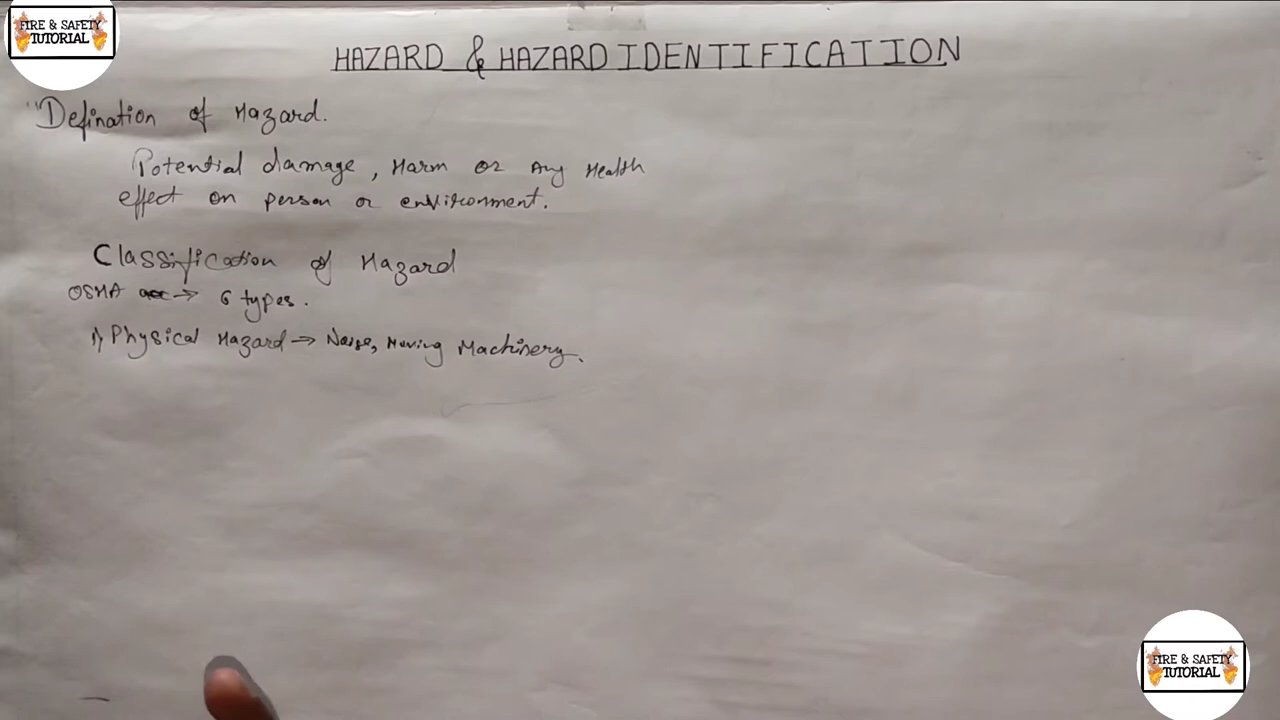 FIRE & SAFETY
TUTORIAL
HAZARD & HAZARD IDENTIFICATION
"Defination of Hazard.
Potential damage, Harm or Any Health
effect on person or environment.
Classification of Hazard
OSHA → 6 types.
1) Physical Hazard → Noise, Moving Machinery.
FIRE & SAFETY
TUTORIAL